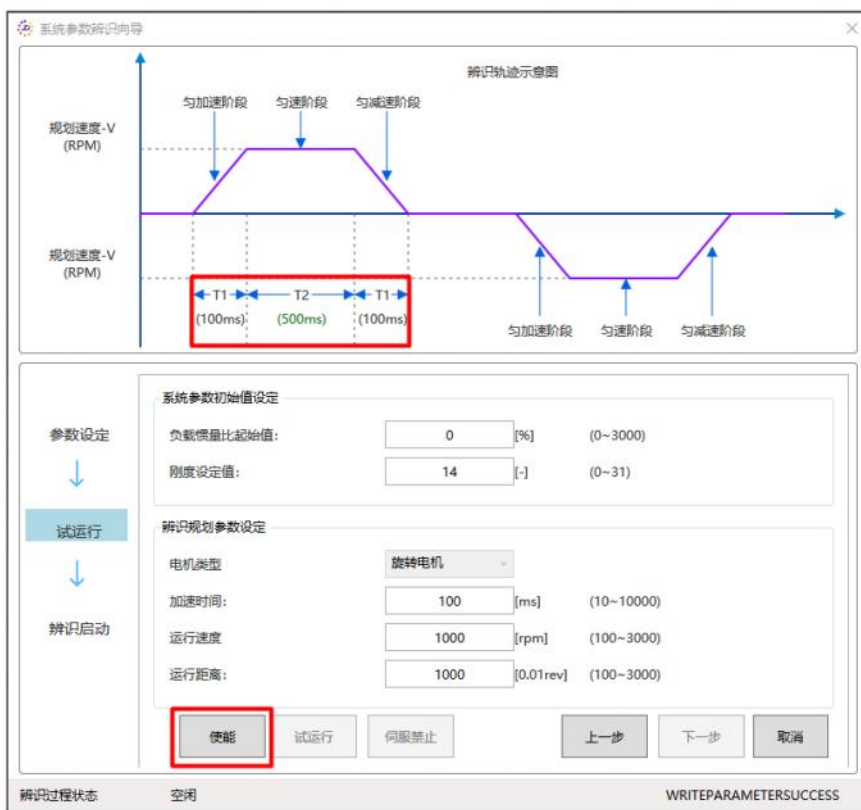 系统参数辨识向导
辨识轨迹示意图
匀加速阶段 匀速阶段 匀减速阶段
规划速度-V
(RPM)
规划速度-V
(RPM)
T1 T2 T1
(100ms) (500ms) (100ms)
匀加速阶段 匀速阶段 匀减速阶段
参数设定
试运行
辨识启动
系统参数初始值设定
负载惯量比起始值: 0 [%] (0~3000)
刚度设定值: 14 [-] (0~31)
辨识规划参数设定
电机类型 旋转电机
加速时间: 100 [ms] (10~10000)
运行速度 1000 [rpm] (100~3000)
运行距离: 1000 [0.01rev] (100~3000)
使能 试运行 伺服禁止 上一步 下一步 取消
辨识过程状态 空闲 WRITEPARAMETERSUCCESS